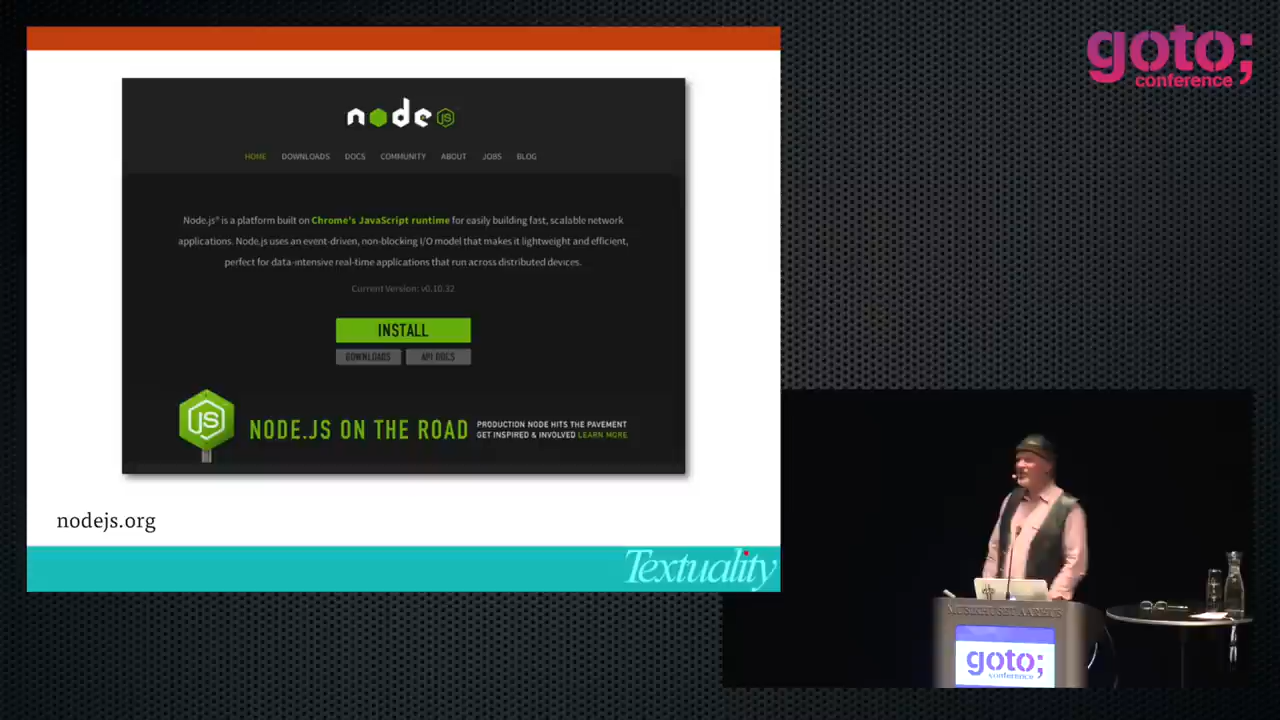 goto;
conference
node JS
HOME DOWNLOADS DOCS COMMUNITY ABOUT JOBS BLOG
Node.js® is a platform built on Chrome's JavaScript runtime for easily building fast, scalable network
applications. Node.js uses an event-driven, non-blocking I/O model that makes it lightweight and efficient,
perfect for data-intensive real-time applications that run across distributed devices.
Current Version: v0.10.32
INSTALL
DOWNLOADS API DOCS
JS
NODE.JS ON THE ROAD
PRODUCTION NODE HITS THE PAVEMENT
GET INSPIRED & INVOLVED LEARN MORE
nodejs.org
Textuality
MUSIKHUSET AARHUS
goto;
conference